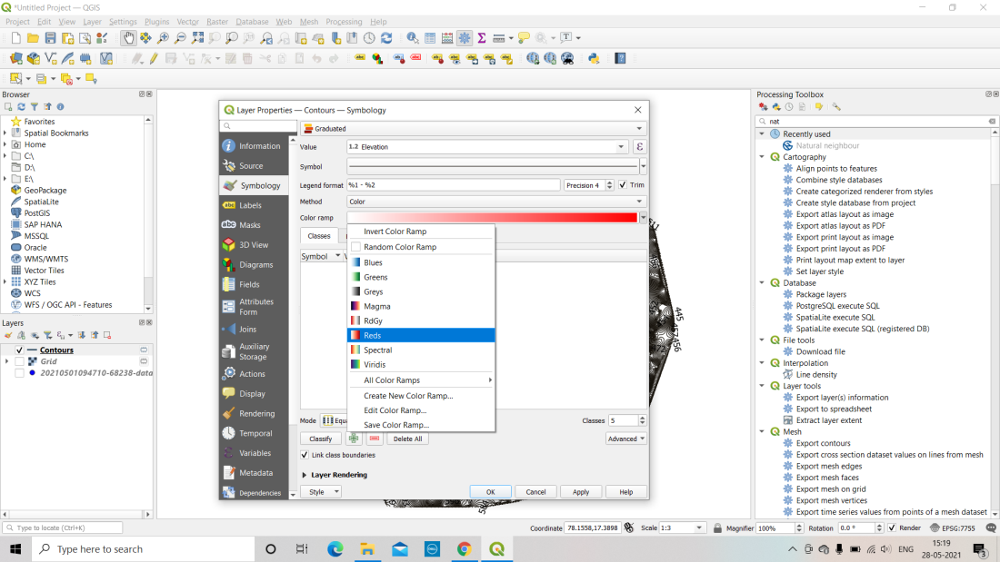 *Untitled Project — QGIS
Project Edit View Layer Settings Plugins Vector Raster Database Web Mesh Processing Help
Browser
Favorites
Spatial Bookmarks
Home
C:\
D:\
E:\
GeoPackage
SpatiaLite
PostGIS
SAP HANA
MSSQL
Oracle
WMS/WMTS
Vector Tiles
XYZ Tiles
WCS
WFS / OGC API - Features
Layers
Contours
Grid
20210501094710-68238-data
Layer Properties — Contours — Symbology
Information
Source
Symbology
Labels
Masks
3D View
Diagrams
Fields
Attributes
Form
Joins
Auxiliary
Storage
Actions
Display
Rendering
Temporal
Variables
Metadata
Dependencies
Graduated
Value 1.2 Elevation ε
Symbol
Legend format %1 - %2 Precision 4 Trim
Method Color
Color ramp
Classes
Symbol
Invert Color Ramp
Random Color Ramp
Blues
Greens
Greys
Magma
RdGy
Reds
Spectral
Viridis
All Color Ramps
Create New Color Ramp...
Edit Color Ramp...
Save Color Ramp...
Mode Equa Classes 5
Classify Delete All Advanced
Link class boundaries
Layer Rendering
Style OK Cancel Apply Help
445
457456
Processing Toolbox
nat
Recently used
Natural neighbour
Cartography
Align points to features
Combine style databases
Create categorized renderer from styles
Create style database from project
Export atlas layout as image
Export atlas layout as PDF
Export print layout as image
Export print layout as PDF
Print layout map extent to layer
Set layer style
Database
Package layers
PostgreSQL execute SQL
SpatiaLite execute SQL
SpatiaLite execute SQL (registered DB)
File tools
Download file
Interpolation
Line density
Layer tools
Export layer(s) information
Export to spreadsheet
Extract layer extent
Mesh
Export contours
Export cross section dataset values on lines from mesh
Export mesh edges
Export mesh faces
Export mesh on grid
Export mesh vertices
Export time series values from points of a mesh dataset
Type to locate (Ctrl+K) Coordinate 78.1558,17.3898 Scale 1:3 Magnifier 100% Rotation 0.0 ° Render EPSG:7755
Type here to search
ENG
15:19
28-05-2021
3